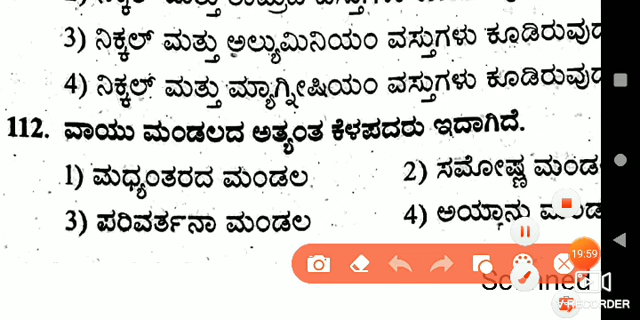 3) ನಿಕ್ಕಲ್ ಮತ್ತು ಅಲ್ಯುಮಿನಿಯಂ ವಸ್ತುಗಳು ಕೂಡಿರುವುದ
4) ನಿಕ್ಕಲ್ ಮತ್ತು ಮ್ಯಾಗ್ನೀಷಿಯಂ ವಸ್ತುಗಳು ಕೂಡಿರುವುದ
112. ವಾಯು ಮಂಡಲದ ಅತ್ಯಂತ ಕೆಳಪದರು ಇದಾಗಿದೆ.
1) ಮಧ್ಯಂತರದ ಮಂಡಲ 2) ಸಮೋಷ್ಣ ಮಂಡ
3) ಪರಿವರ್ತನಾ ಮಂಡಲ 4) ಅಯಾನು
19:59
RECORDER